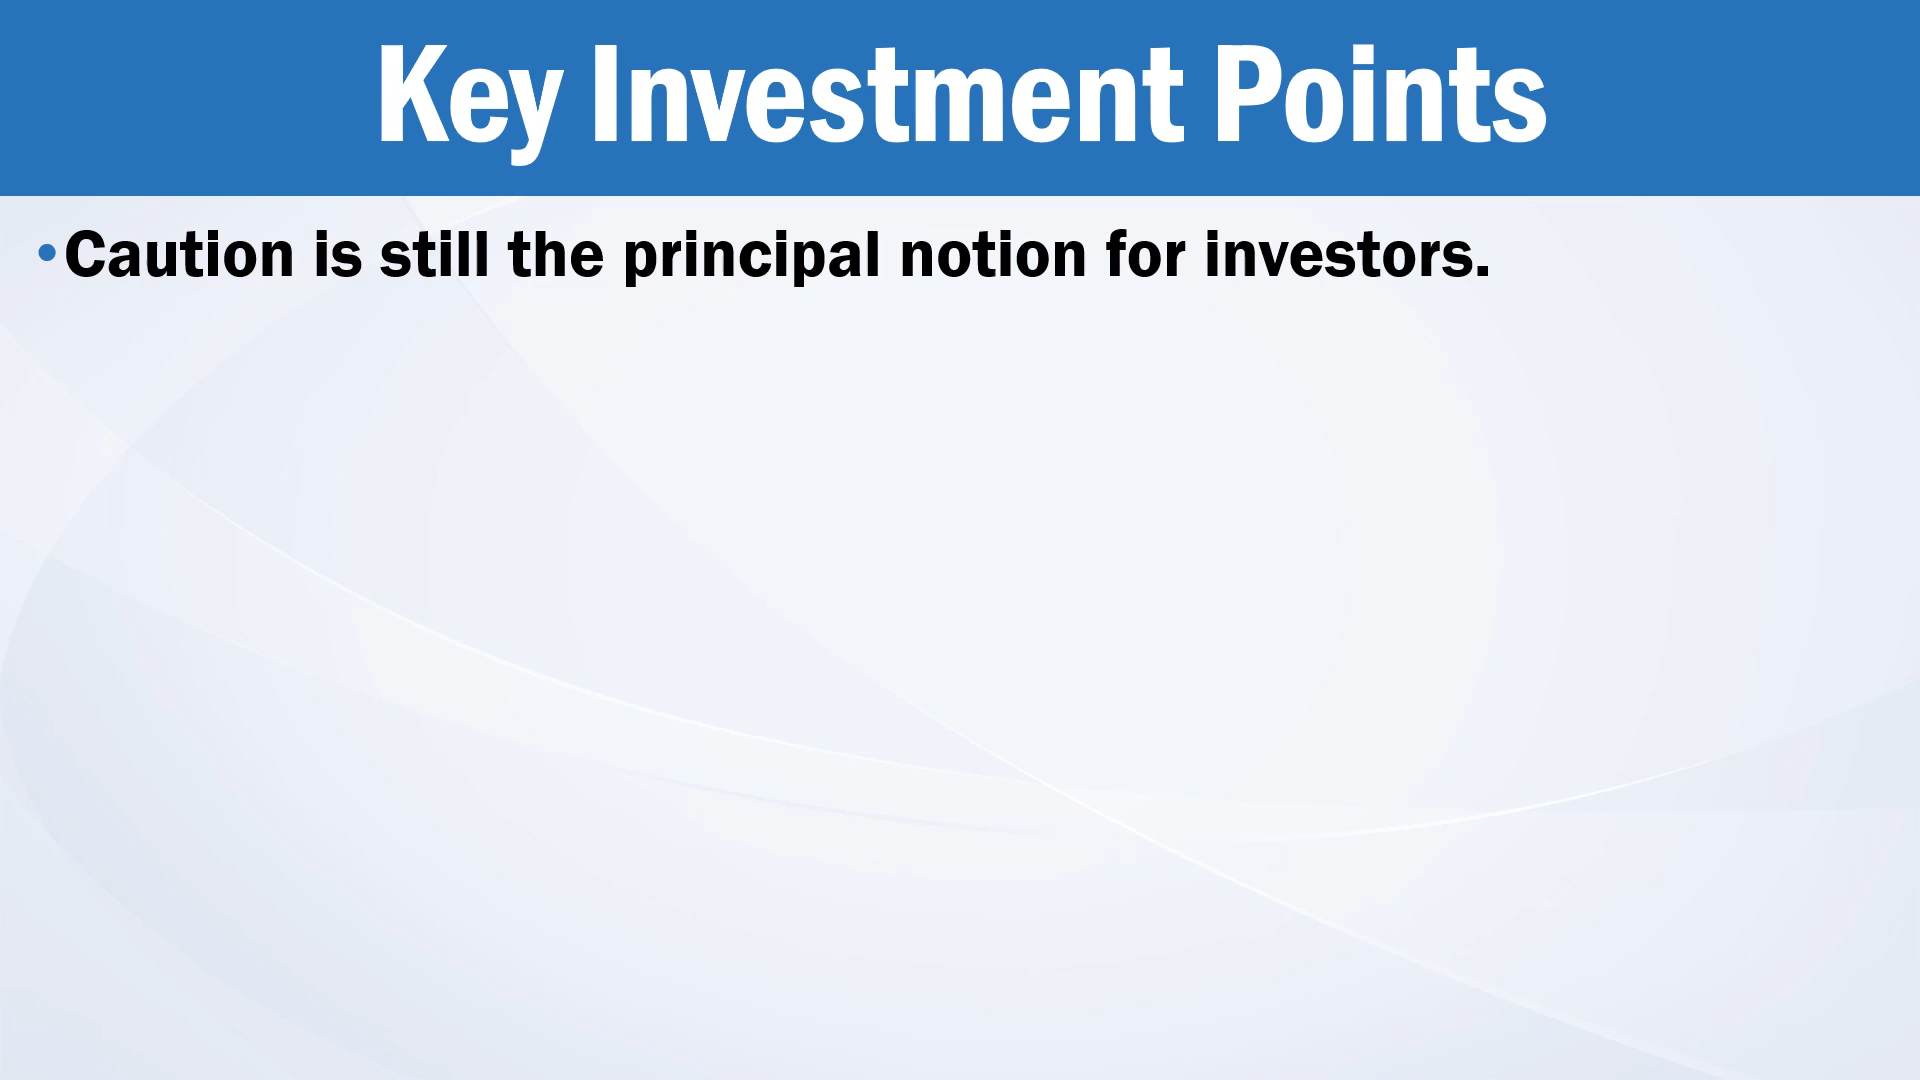 Key Investment Points
•Caution is still the principal notion for investors.